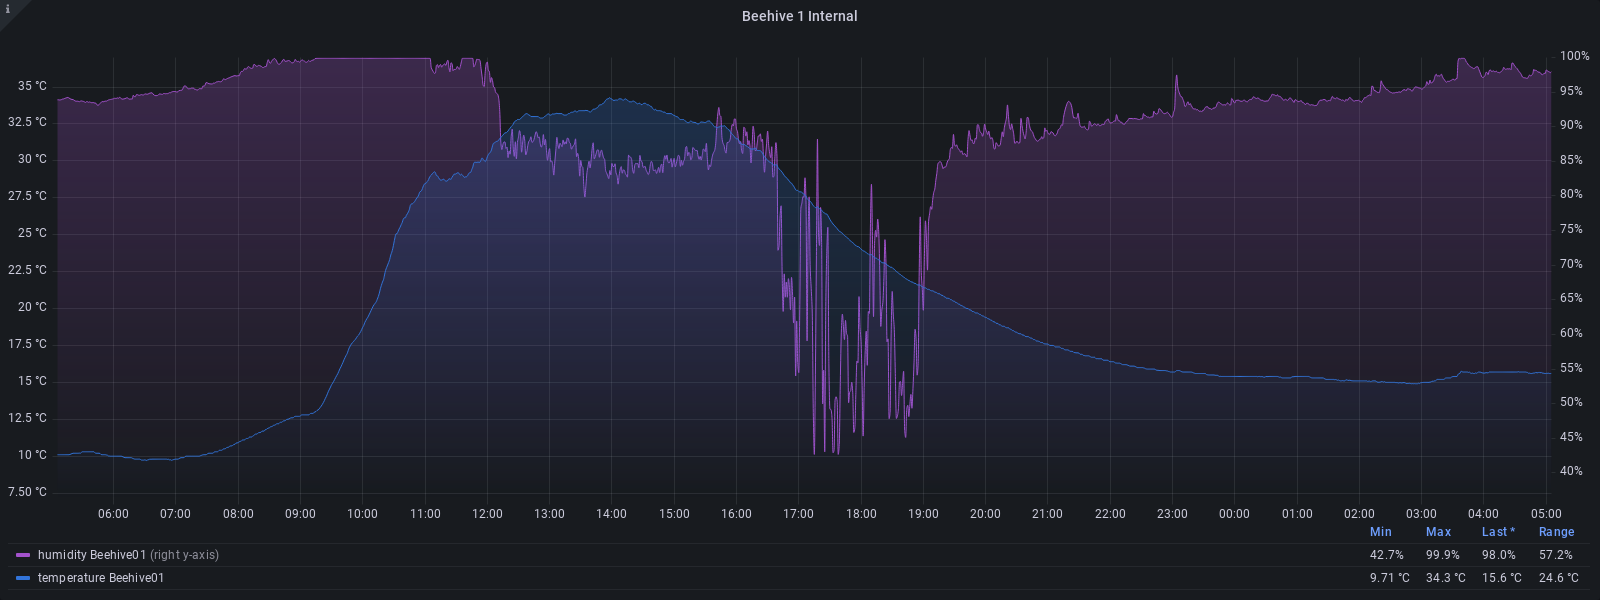 i
Beehive 1 Internal
100%
35 °C
95%
32.5 °C
90%
30 °C
85%
27.5 °C
80%
25 °C
75%
22.5 °C
70%
20 °C
65%
60%
17.5 °C
55%
15 °C
50%
12.5 °C
45%
10 °C
40%
7.50 °C
06:00 07:00 08:00 09:00 10:00 11:00 12:00 13:00 14:00 15:00 16:00 17:00 18:00 19:00 20:00 21:00 22:00 23:00 00:00 01:00 02:00 03:00 04:00 05:00
Min Max Last * Range
humidity Beehive01 (right y-axis) 42.7% 99.9% 98.0% 57.2%
temperature Beehive01 9.71 °C 34.3 °C 15.6 °C 24.6 °C